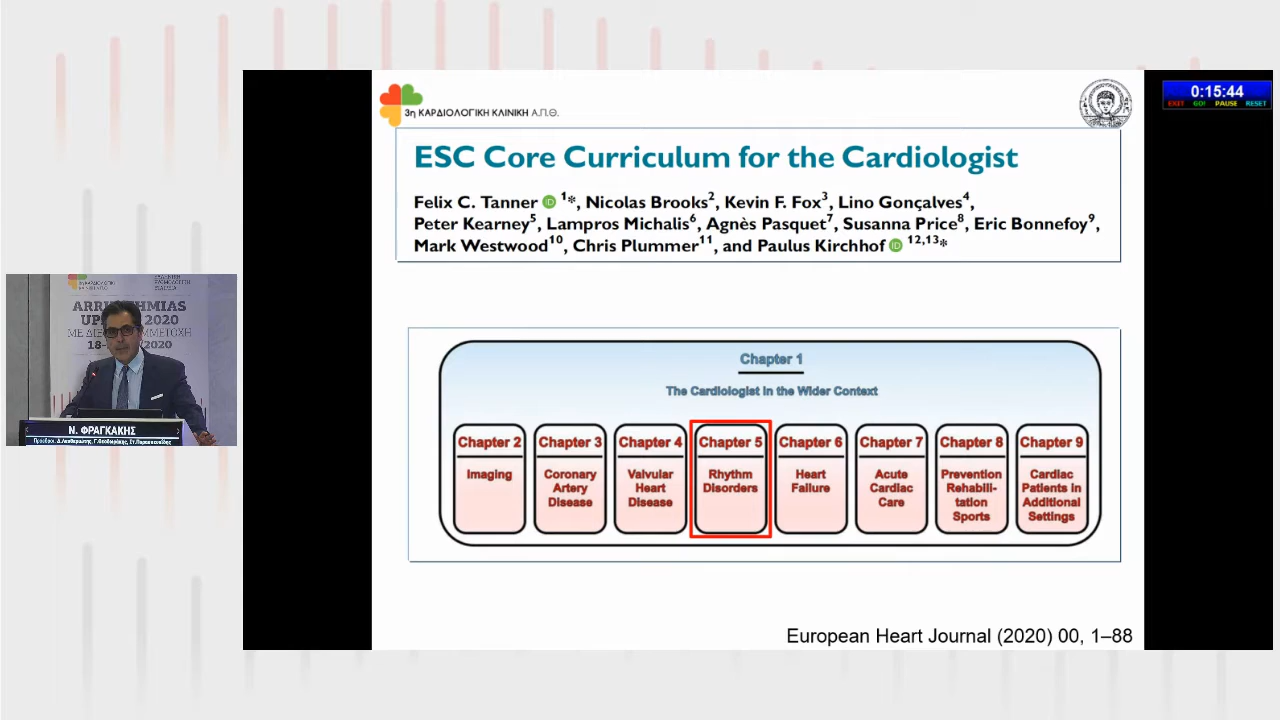 3η ΚΑΡΔΙΟΛΟΓΙΚΗ ΚΛΙΝΙΚΗ Α.Π.Θ.
0:15:44
EXIT GO! PAUSE RESET
ESC Core Curriculum for the Cardiologist
Felix C. Tanner iD 1*, Nicolas Brooks2, Kevin F. Fox3, Lino Gonçalves4,
Peter Kearney5, Lampros Michalis6, Agnès Pasquet7, Susanna Price8, Eric Bonnefoy9,
Mark Westwood10, Chris Plummer11, and Paulus Kirchhof iD 12,13*
Chapter 1
The Cardiologist in the Wider Context
Chapter 2
Imaging
Chapter 3
Coronary
Artery
Disease
Chapter 4
Valvular
Heart
Disease
Chapter 5
Rhythm
Disorders
Chapter 6
Heart
Failure
Chapter 7
Acute
Cardiac
Care
Chapter 8
Prevention
Rehabili-
tation
Sports
Chapter 9
Cardiac
Patients in
Additional
Settings
European Heart Journal (2020) 00, 1–88
2020
ΜΕ
18-
2020
Ν. ΦΡΑΓΚΑΚΗΣ